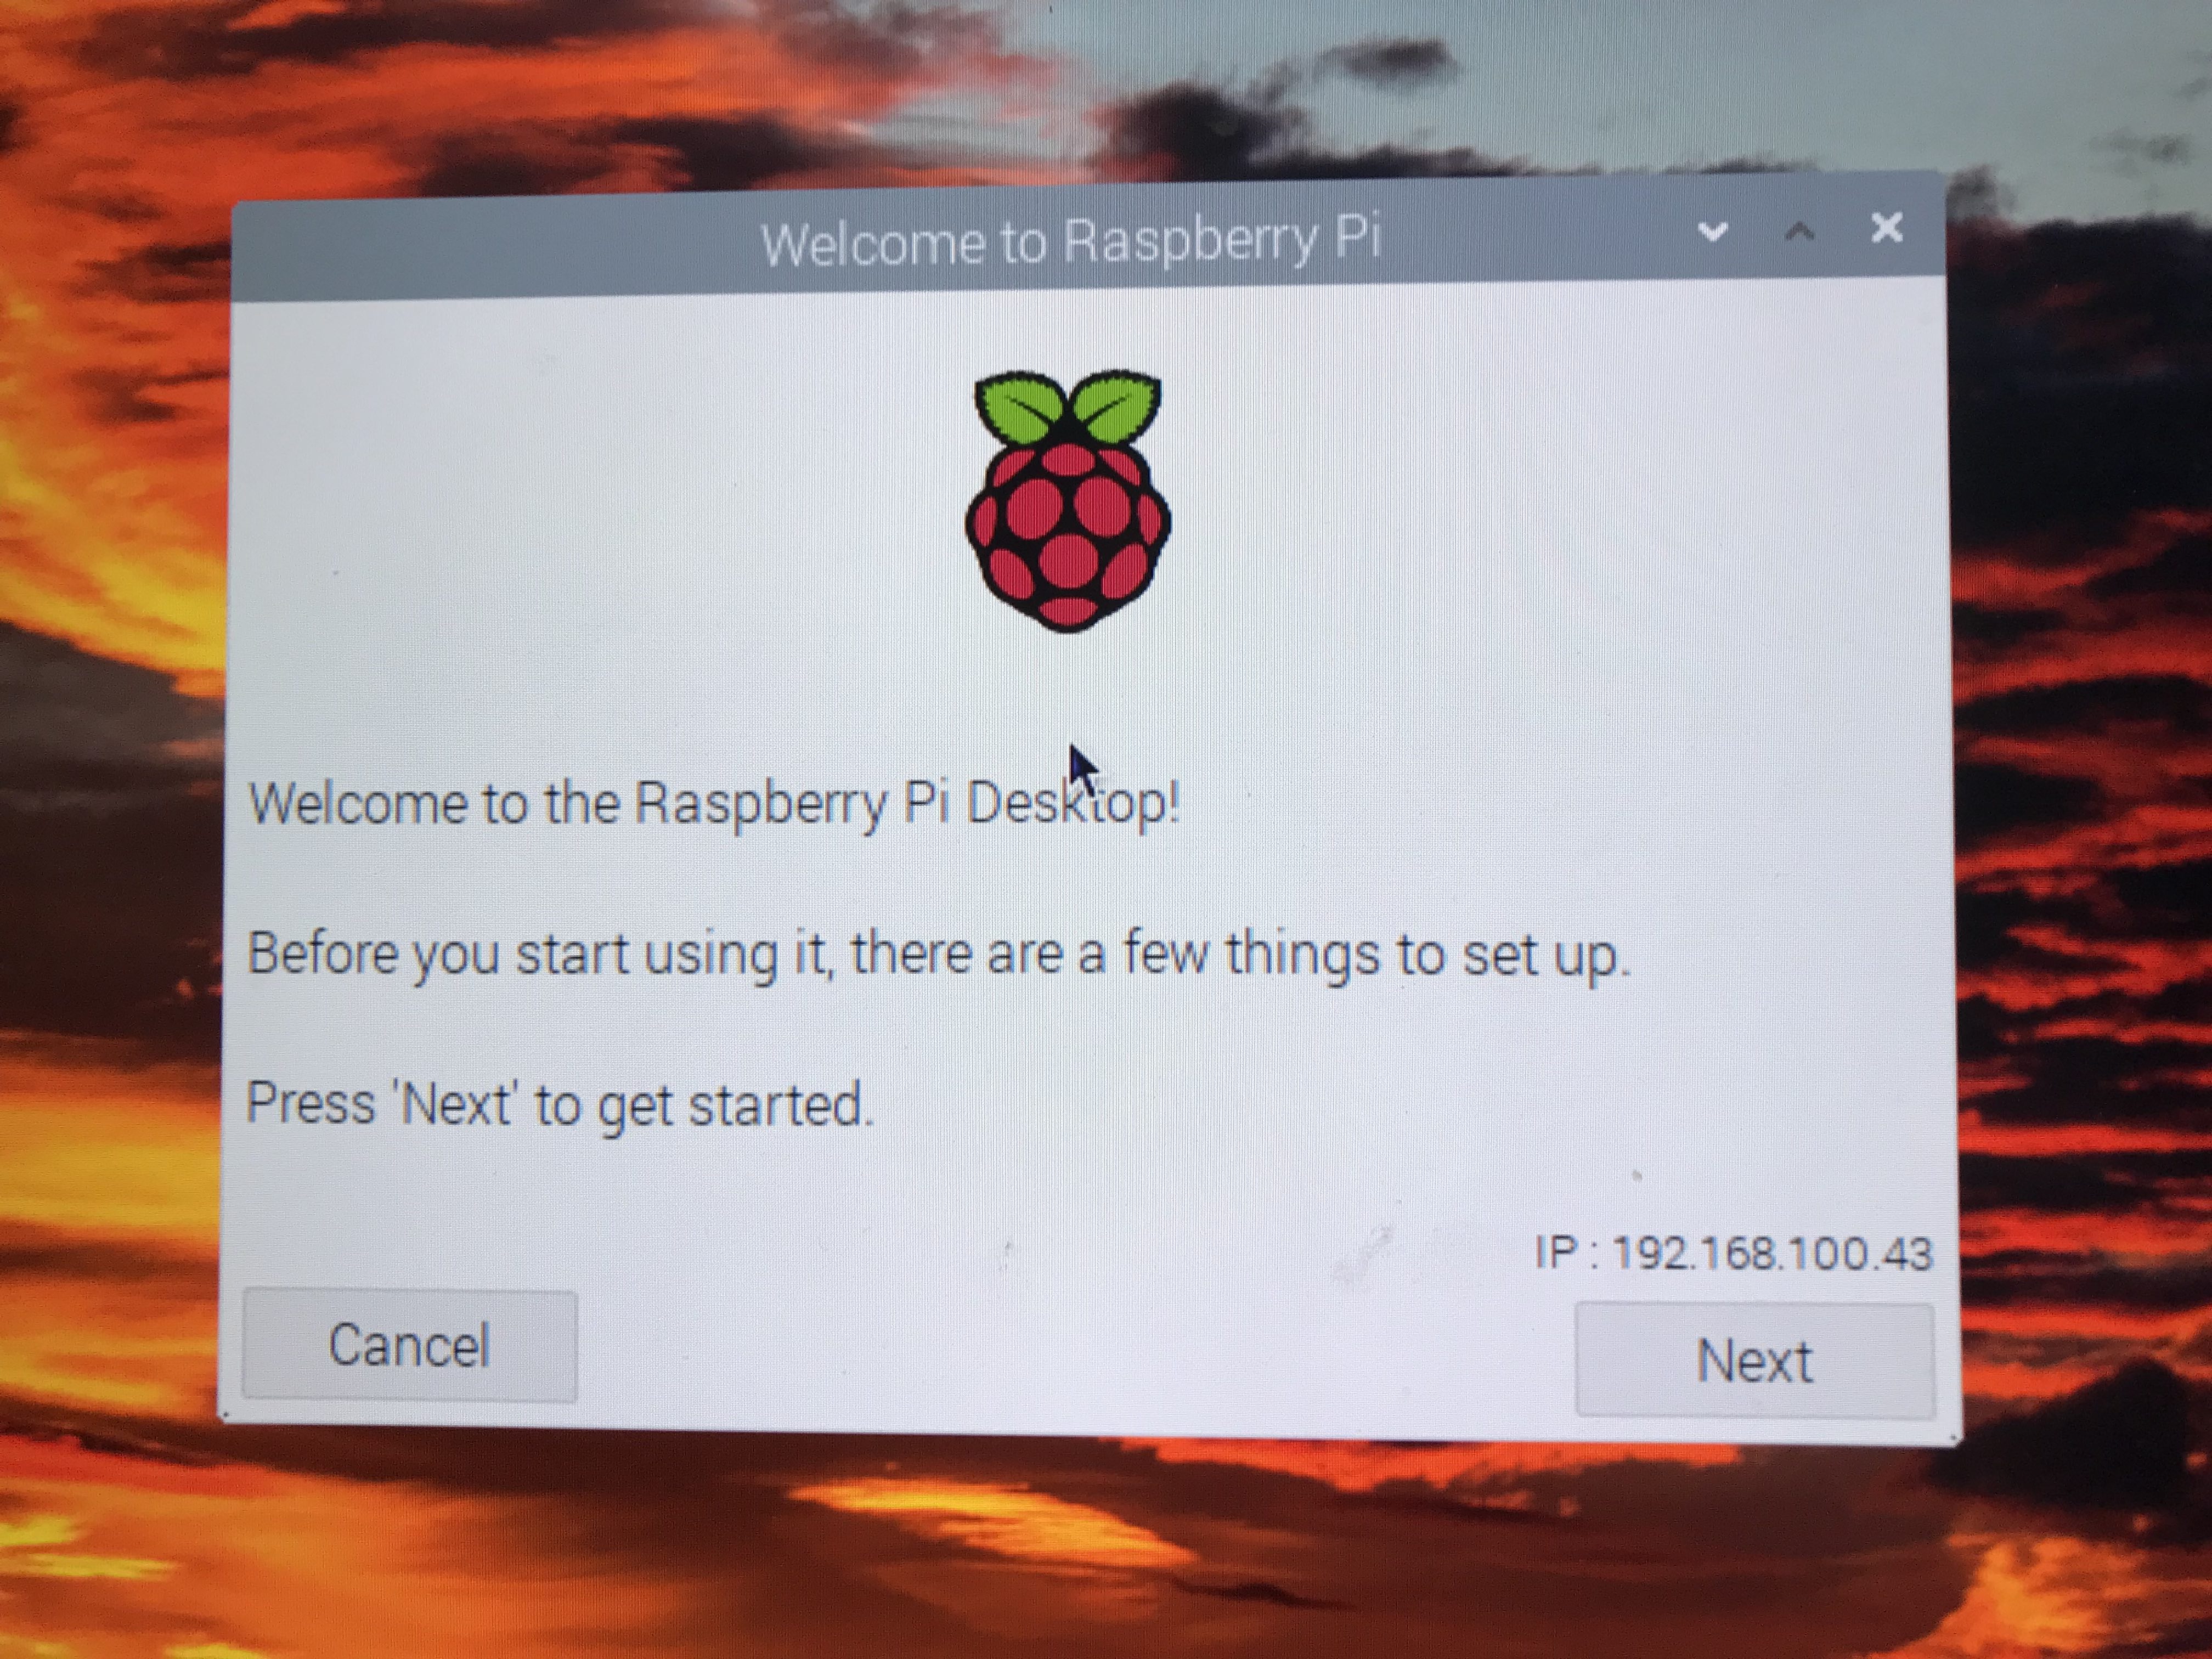 Welcome to Raspberry Pi
Welcome to the Raspberry Pi Desktop!
Before you start using it, there are a few things to set up.
Press 'Next' to get started.
IP : 192.168.100.43
Cancel
Next